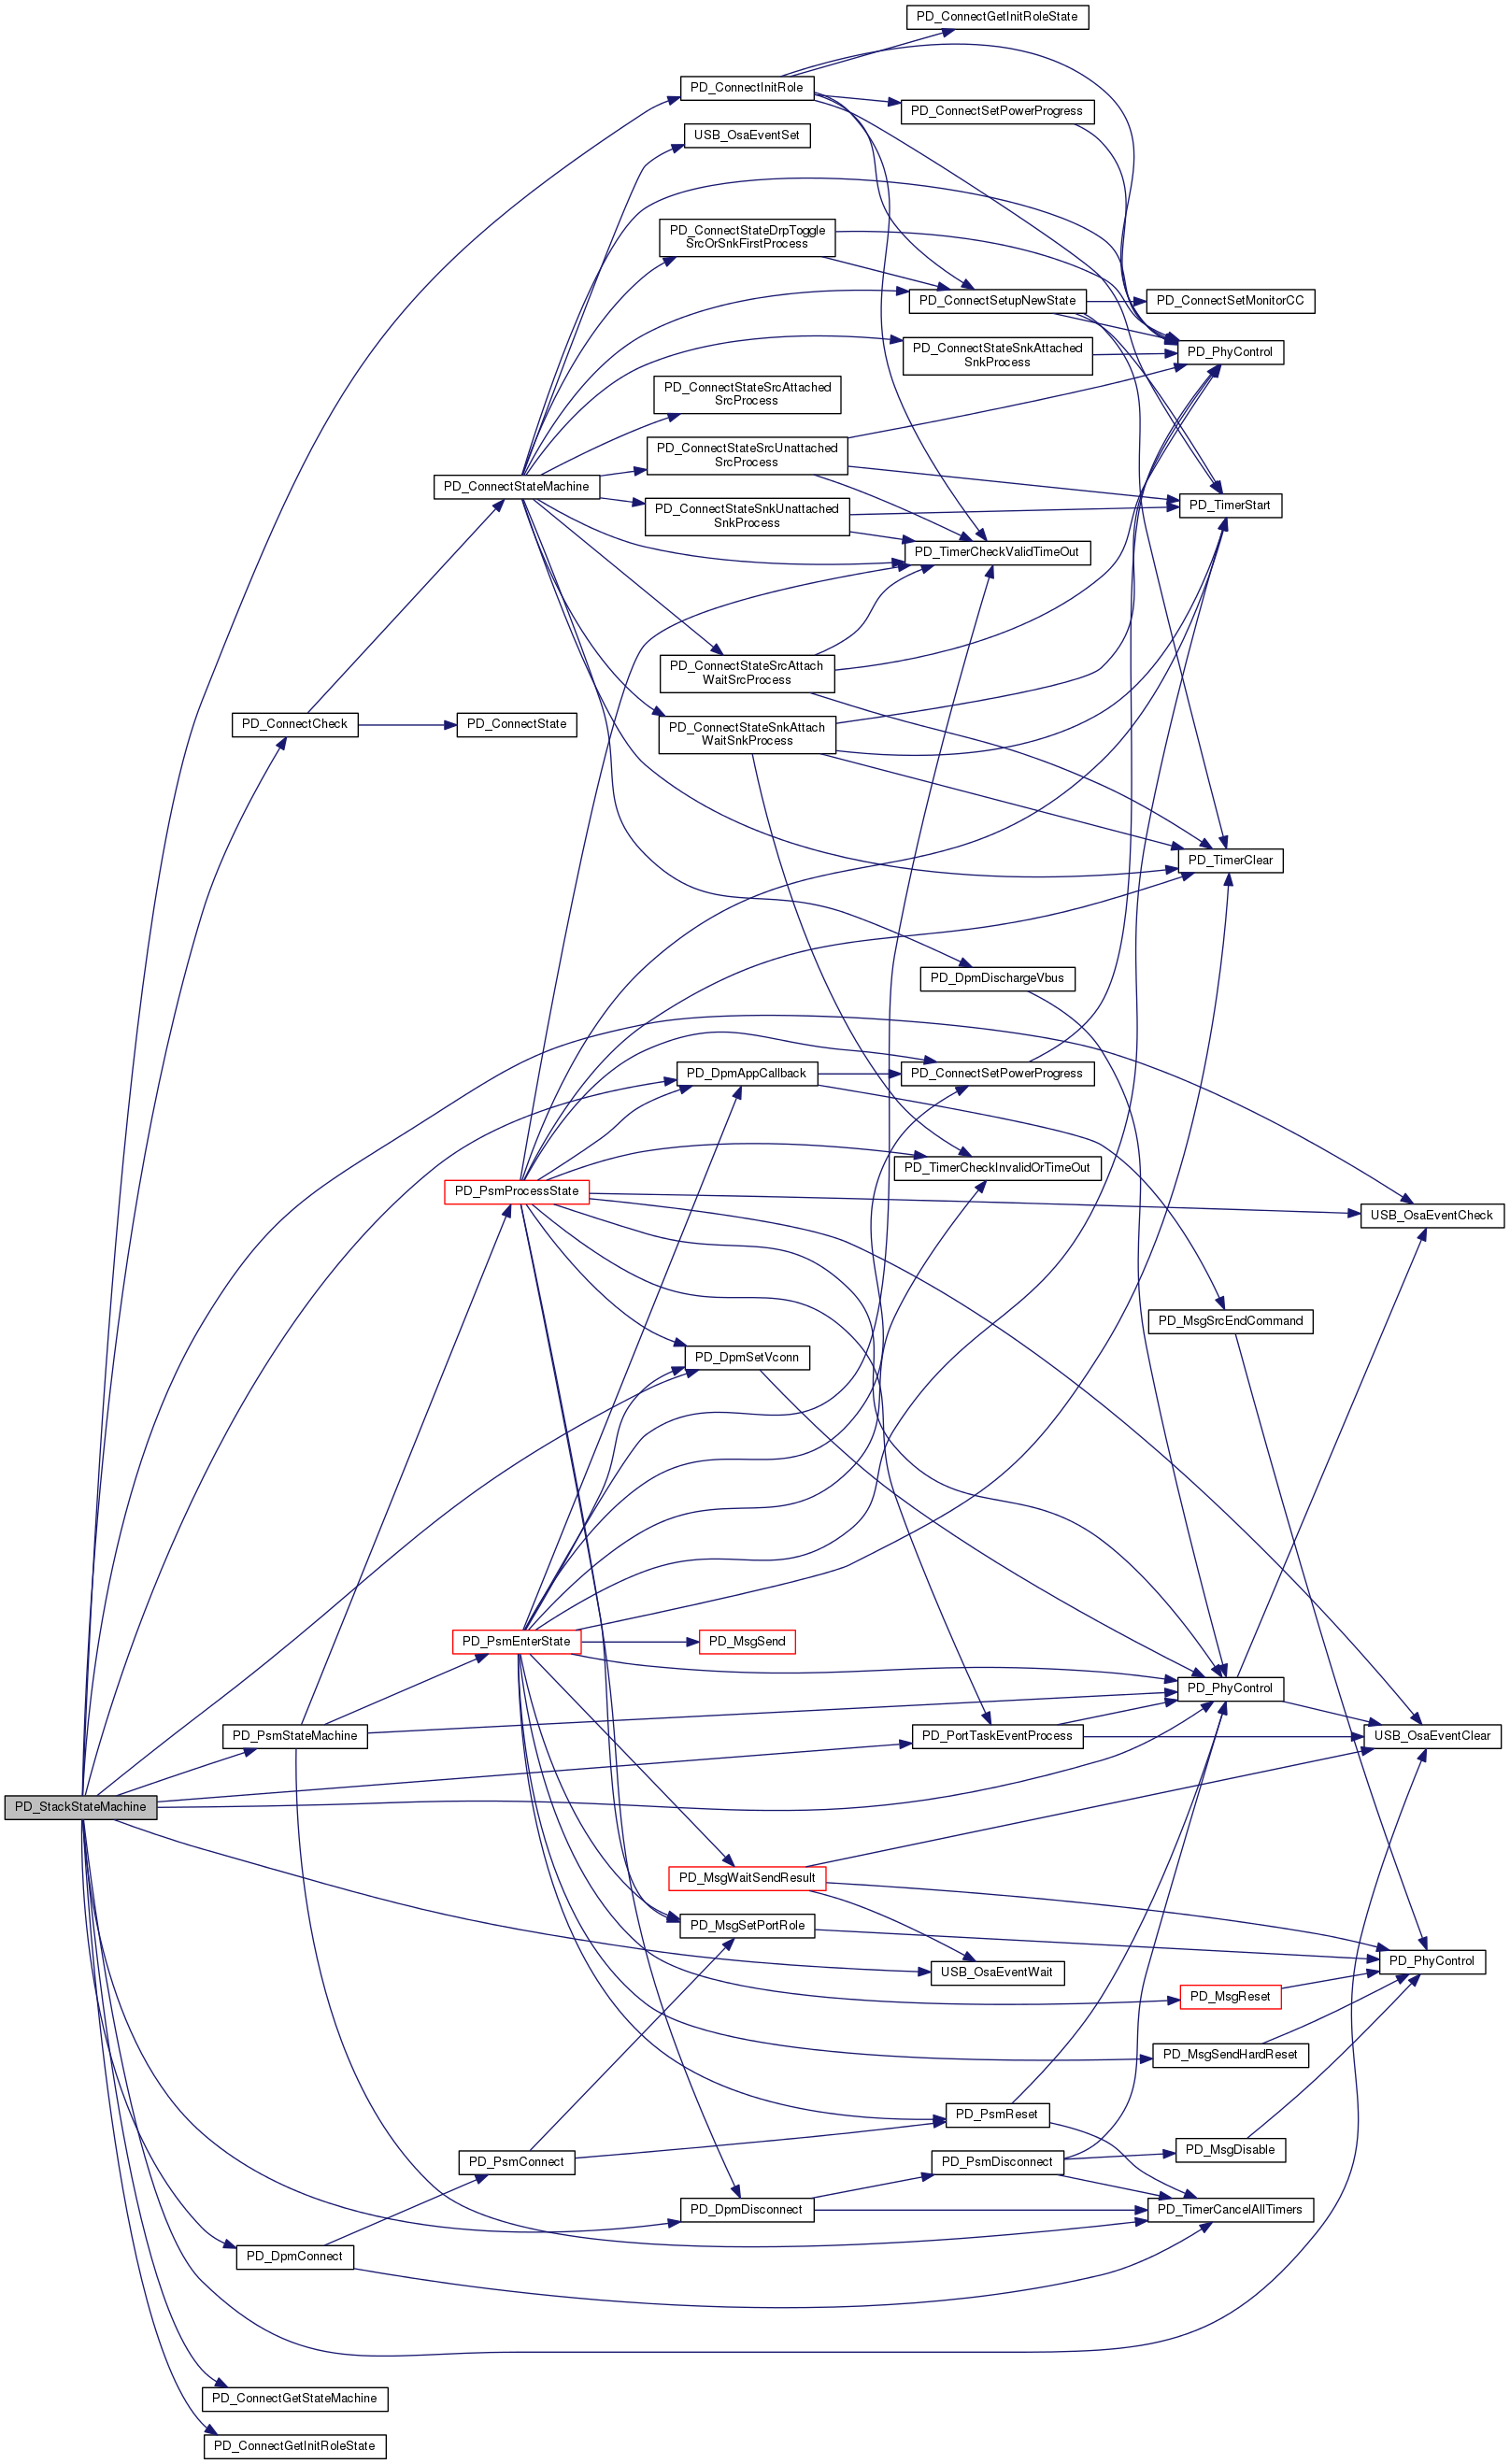 PD_ConnectGetInitRoleState
PD_ConnectInitRole
PD_ConnectSetPowerProgress
USB_OsaEventSet
PD_ConnectStateDrpToggle
SrcOrSnkFirstProcess
PD_ConnectSetupNewState
PD_ConnectSetMonitorCC
PD_ConnectStateSnkAttached
SnkProcess
PD_PhyControl
PD_ConnectStateSrcAttached
SrcProcess
PD_ConnectStateSrcUnattached
SrcProcess
PD_ConnectStateMachine
PD_ConnectStateSnkUnattached
SnkProcess
PD_TimerStart
PD_TimerCheckValidTimeOut
PD_ConnectStateSrcAttach
WaitSrcProcess
PD_ConnectCheck
PD_ConnectState
PD_ConnectStateSnkAttach
WaitSnkProcess
PD_TimerClear
PD_DpmDischargeVbus
PD_DpmAppCallback
PD_ConnectSetPowerProgress
PD_TimerCheckInvalidOrTimeOut
PD_PsmProcessState
USB_OsaEventCheck
PD_MsgSrcEndCommand
PD_DpmSetVconn
PD_PsmEnterState
PD_MsgSend
PD_PhyControl
PD_PsmStateMachine
PD_PortTaskEventProcess
USB_OsaEventClear
PD_StackStateMachine
PD_MsgWaitSendResult
PD_MsgSetPortRole
PD_PhyControl
USB_OsaEventWait
PD_MsgReset
PD_MsgSendHardReset
PD_PsmReset
PD_MsgDisable
PD_PsmConnect
PD_PsmDisconnect
PD_DpmDisconnect
PD_TimerCancelAllTimers
PD_DpmConnect
PD_ConnectGetStateMachine
PD_ConnectGetInitRoleState